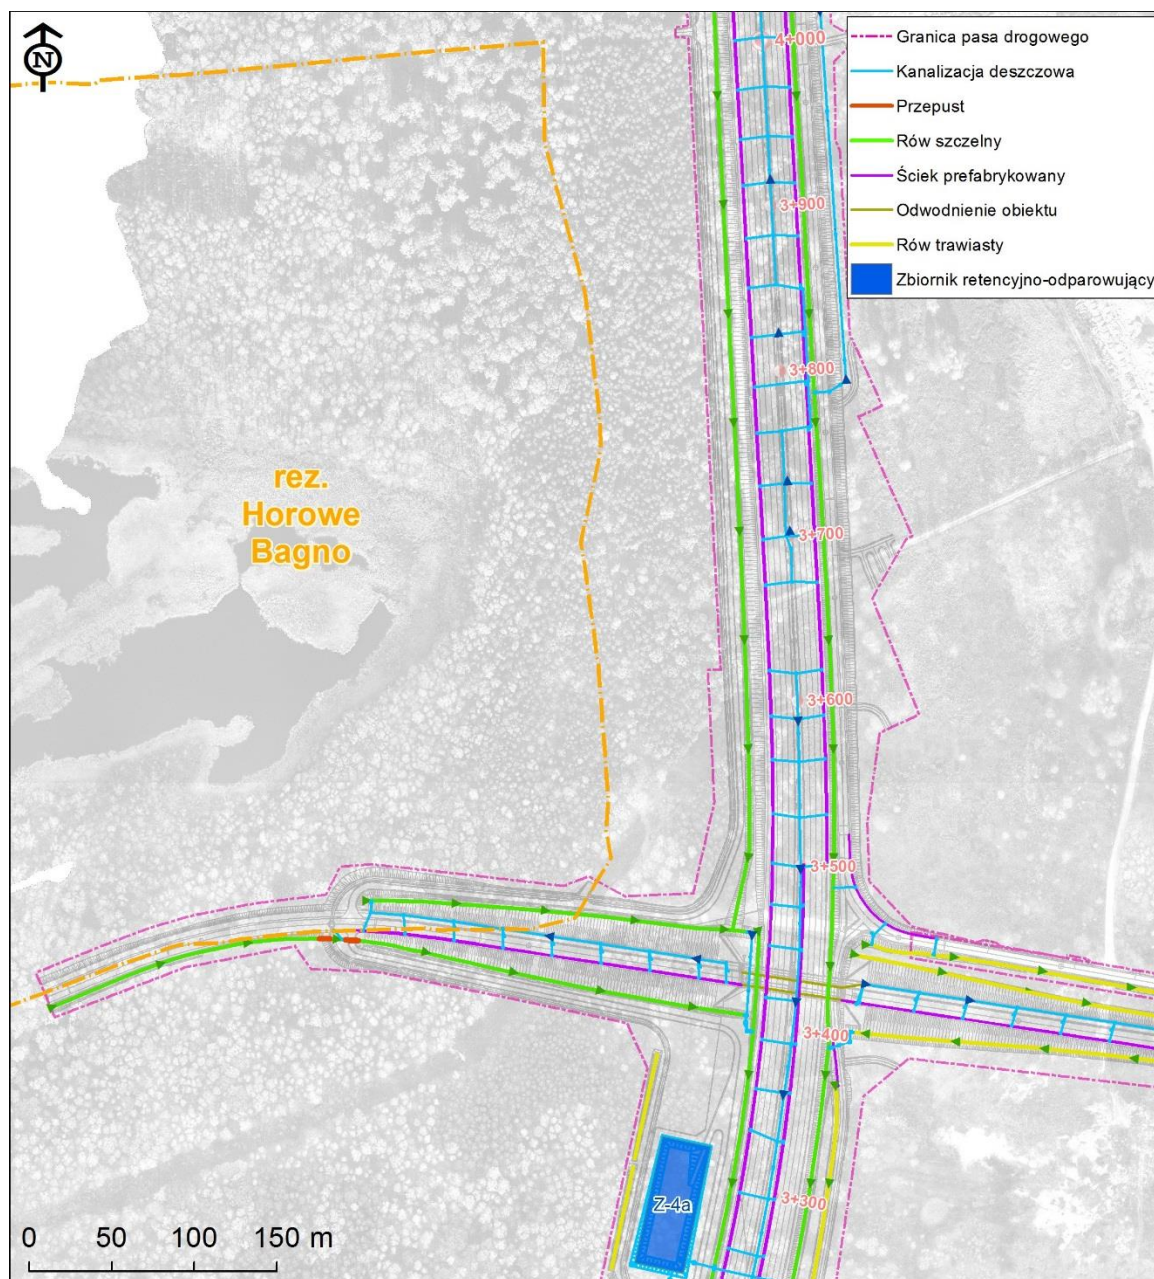 N
4+000
Granica pasa drogowego
Kanalizacja deszczowa
Przepust
Rów szczelny
Ściek prefabrykowany
Odwodnienie obiektu
Rów trawiasty
Zbiornik retencyjno-odparowujący
3+900
3+800
rez.
Horowe
Bagno
3+700
3+600
3+500
3+400
3+300
Z-4a
0 50 100 150 m